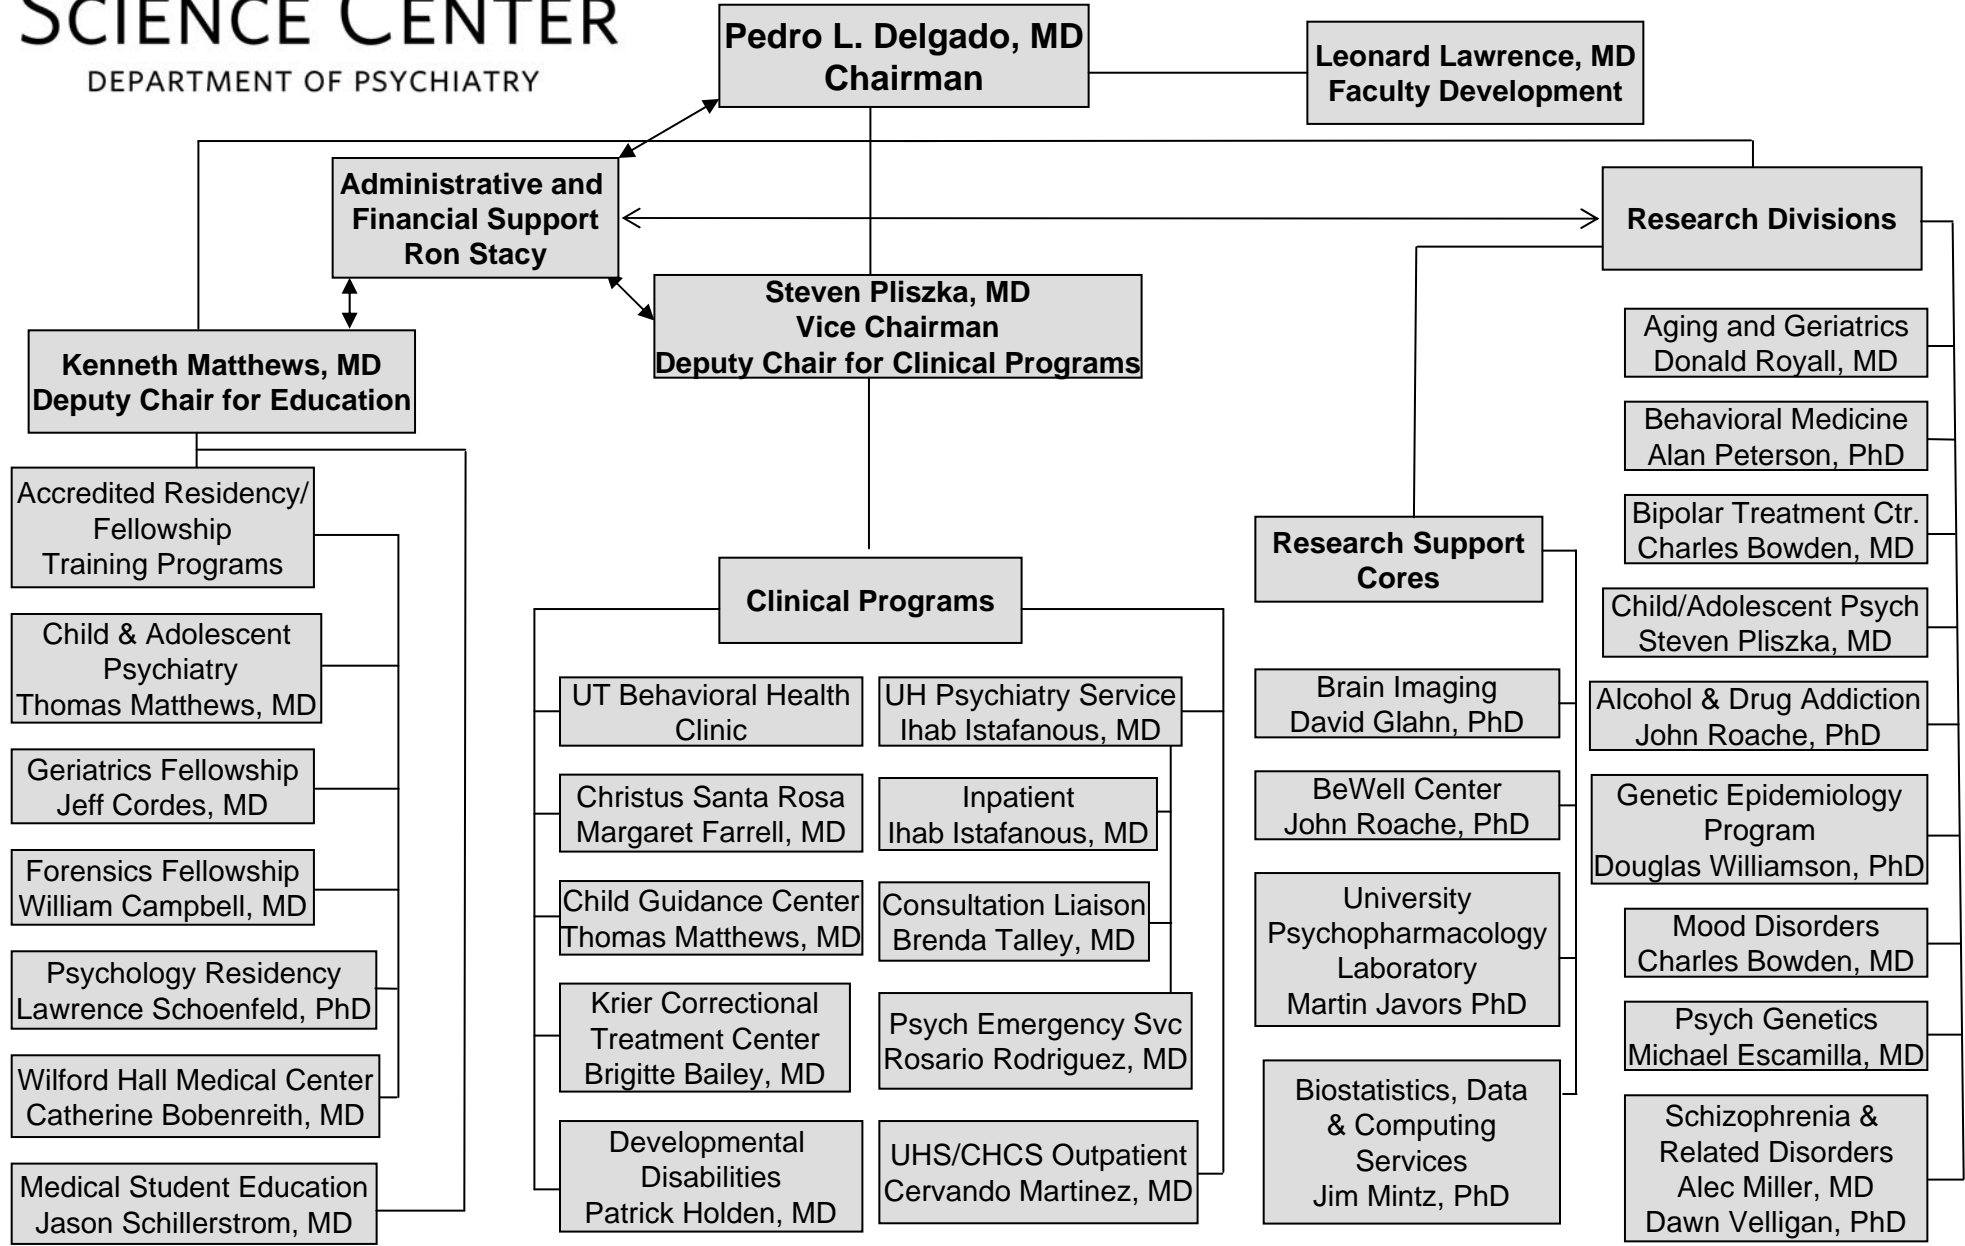 SCIENCE CENTER
DEPARTMENT OF PSYCHIATRY
Pedro L. Delgado, MD
Chairman
Leonard Lawrence, MD
Faculty Development
Administrative and
Financial Support
Ron Stacy
Research Divisions
Steven Pliszka, MD
Vice Chairman
Deputy Chair for Clinical Programs
Kenneth Matthews, MD
Deputy Chair for Education
Accredited Residency/
Fellowship
Training Programs
Child & Adolescent
Psychiatry
Thomas Matthews, MD
Geriatrics Fellowship
Jeff Cordes, MD
Forensics Fellowship
William Campbell, MD
Psychology Residency
Lawrence Schoenfeld, PhD
Wilford Hall Medical Center
Catherine Bobenreith, MD
Medical Student Education
Jason Schillerstrom, MD
Clinical Programs
UT Behavioral Health
Clinic
Christus Santa Rosa
Margaret Farrell, MD
Child Guidance Center
Thomas Matthews, MD
Krier Correctional
Treatment Center
Brigitte Bailey, MD
Developmental
Disabilities
Patrick Holden, MD
UH Psychiatry Service
Ihab Istafanous, MD
Inpatient
Ihab Istafanous, MD
Consultation Liaison
Brenda Talley, MD
Psych Emergency Svc
Rosario Rodriguez, MD
UHS/CHCS Outpatient
Cervando Martinez, MD
Research Support
Cores
Brain Imaging
David Glahn, PhD
BeWell Center
John Roache, PhD
University
Psychopharmacology
Laboratory
Martin Javors PhD
Biostatistics, Data
& Computing
Services
Jim Mintz, PhD
Aging and Geriatrics
Donald Royall, MD
Behavioral Medicine
Alan Peterson, PhD
Bipolar Treatment Ctr.
Charles Bowden, MD
Child/Adolescent Psych
Steven Pliszka, MD
Alcohol & Drug Addiction
John Roache, PhD
Genetic Epidemiology
Program
Douglas Williamson, PhD
Mood Disorders
Charles Bowden, MD
Psych Genetics
Michael Escamilla, MD
Schizophrenia &
Related Disorders
Alec Miller, MD
Dawn Velligan, PhD